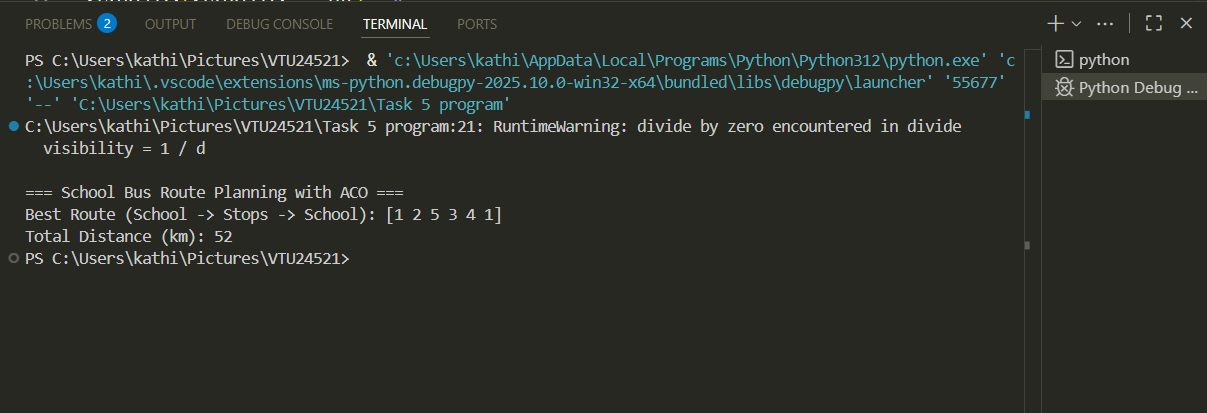 PROBLEMS 2 OUTPUT DEBUG CONSOLE TERMINAL PORTS
PS C:\Users\kathi\Pictures\VTU24521>  & 'c:\Users\kathi\AppData\Local\Programs\Python\Python312\python.exe' 'c
:\Users\kathi\.vscode\extensions\ms-python.debugpy-2025.10.0-win32-x64\bundled\libs\debugpy\launcher' '55677'
'--' 'C:\Users\kathi\Pictures\VTU24521\Task 5 program'
C:\Users\kathi\Pictures\VTU24521\Task 5 program:21: RuntimeWarning: divide by zero encountered in divide
  visibility = 1 / d
=== School Bus Route Planning with ACO ===
Best Route (School -> Stops -> School): [1 2 5 3 4 1]
Total Distance (km): 52
PS C:\Users\kathi\Pictures\VTU24521>
python
Python Debug ...